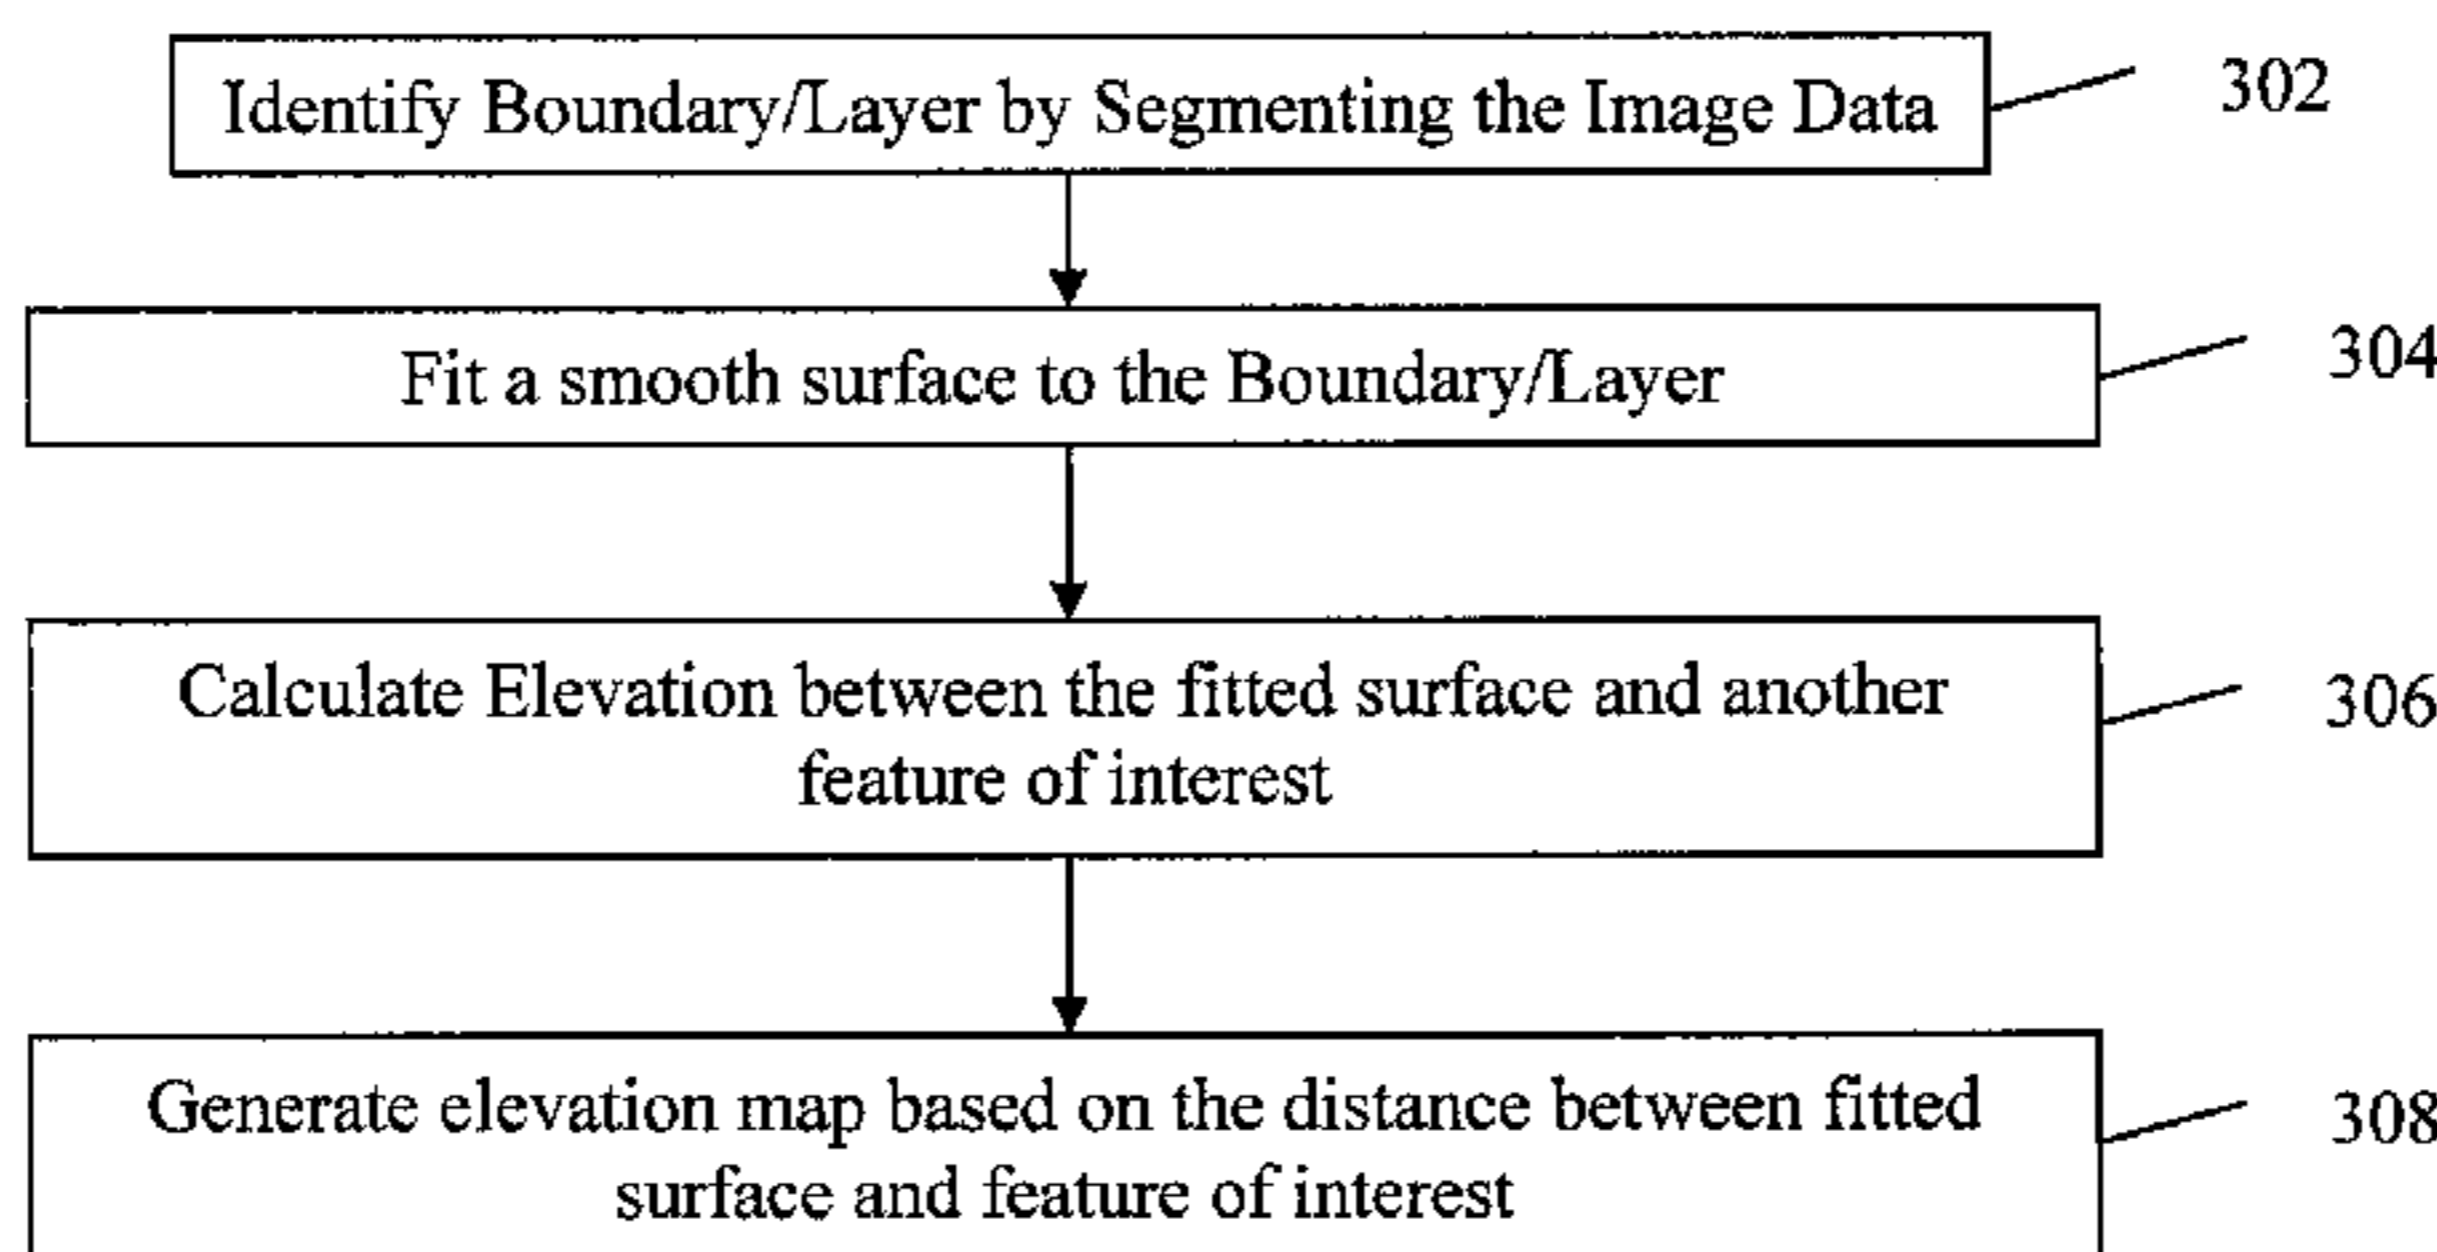 Identify Boundary/Layer by Segmenting the Image Data
302
Fit a smooth surface to the Boundary/Layer
304
Calculate Elevation between the fitted surface and another
feature of interest
306
Generate elevation map based on the distance between fitted
surface and feature of interest
308